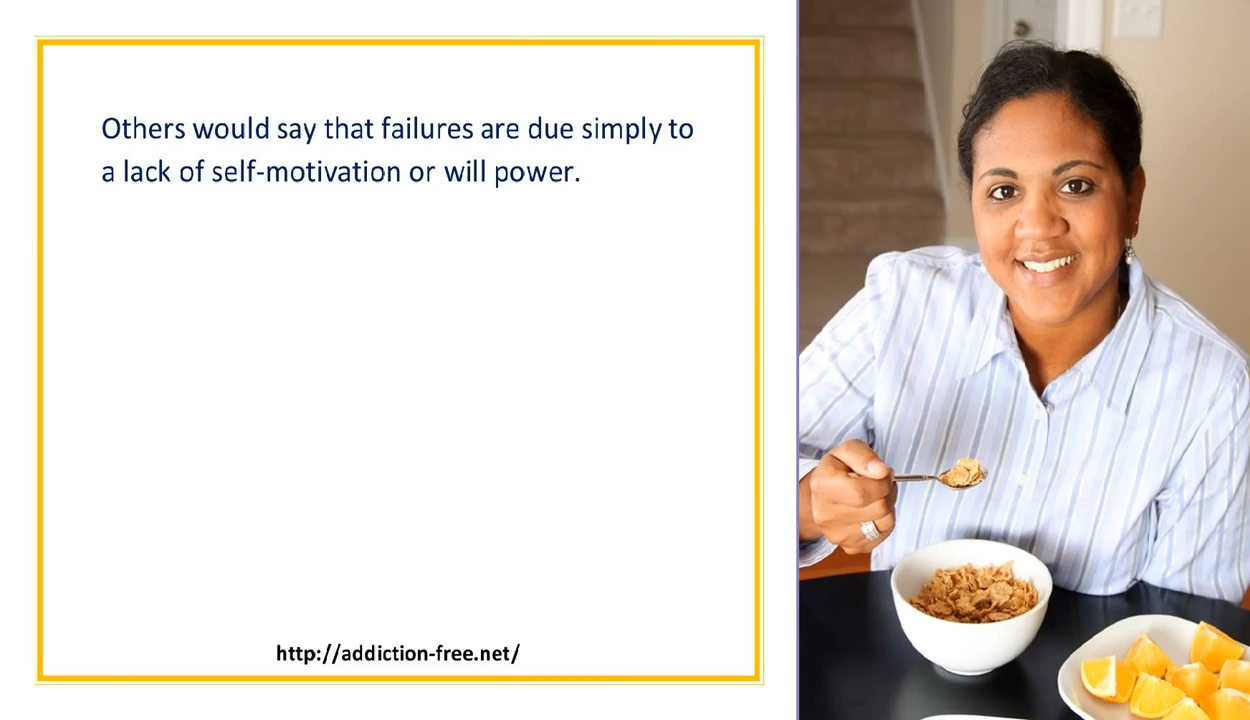 Others would say that failures are due simply to
a lack of self-motivation or will power.
http://addiction-free.net/